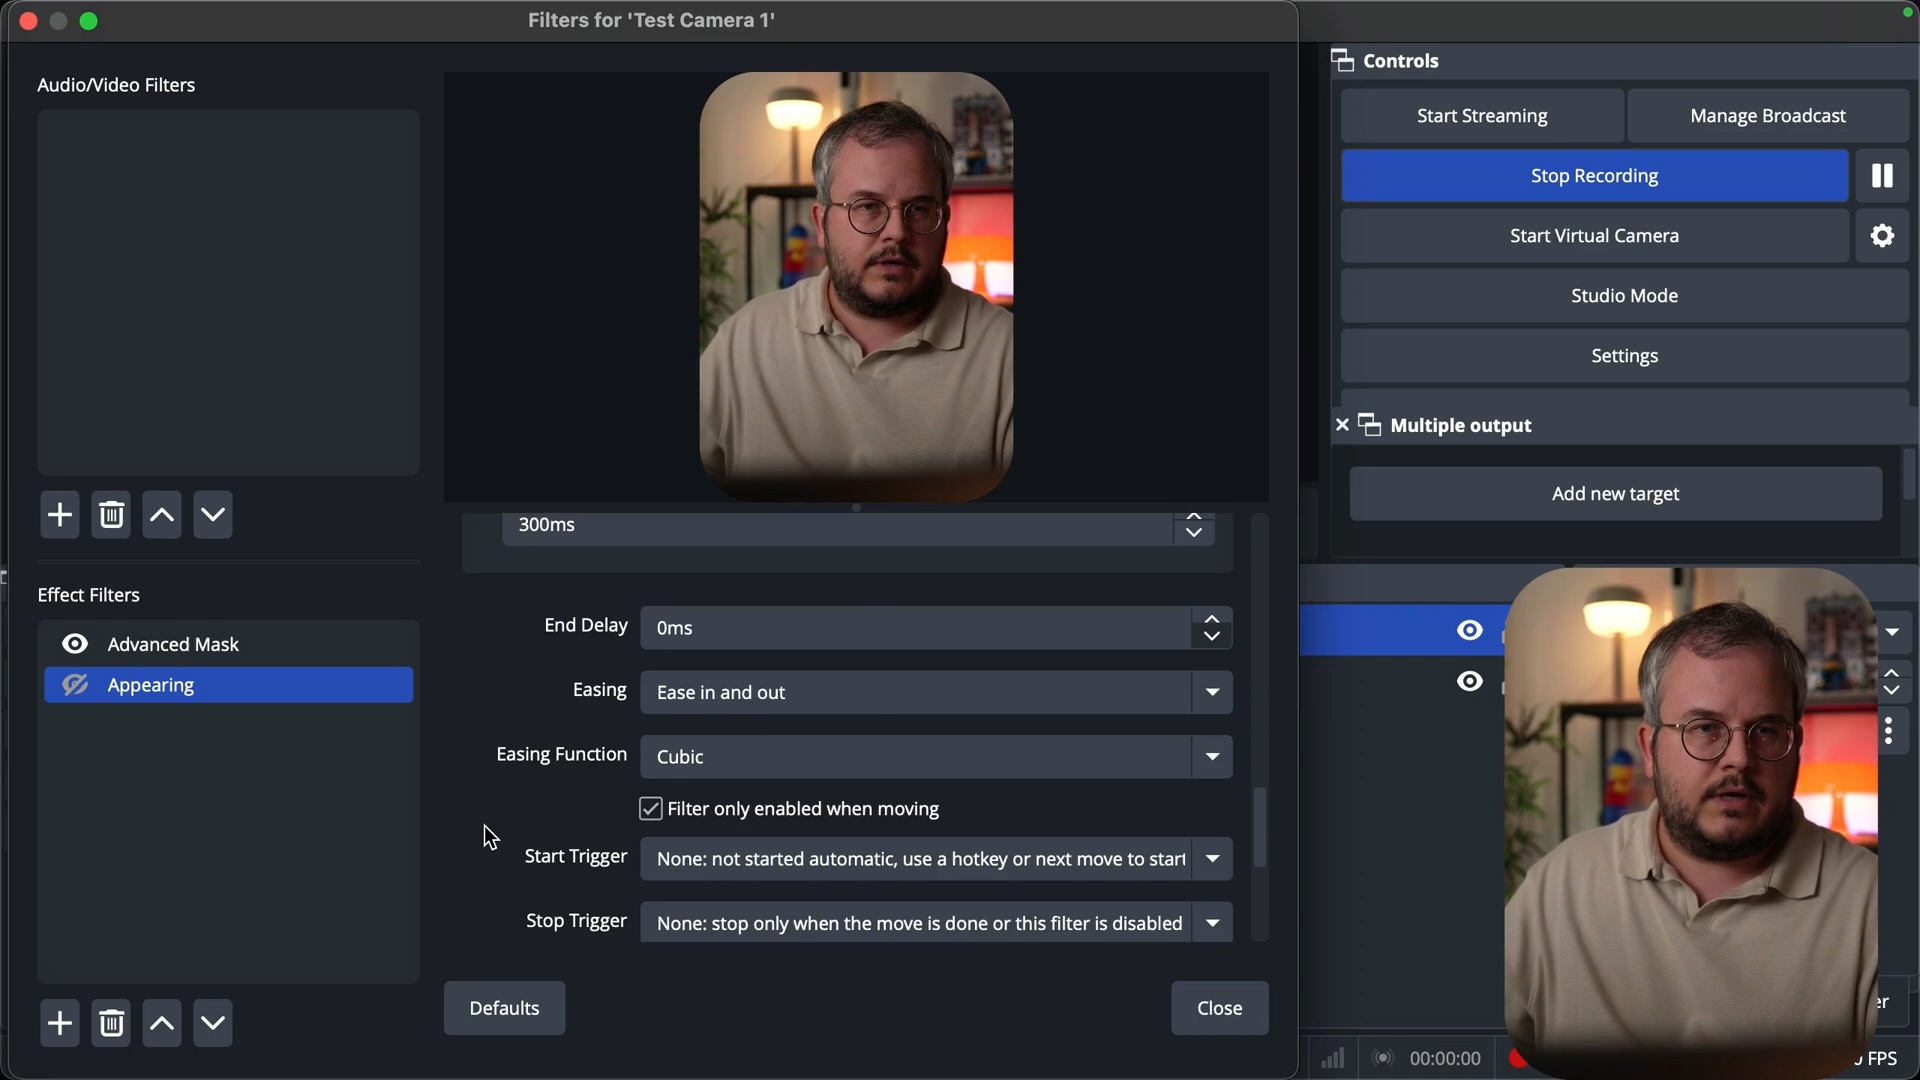 Filters for 'Test Camera 1'
Audio/Video Filters
Effect Filters
Advanced Mask
Appearing
300ms
End Delay
0ms
Easing
Ease in and out
Easing Function
Cubic
Filter only enabled when moving
Start Trigger
None: not started automatic, use a hotkey or next move to start
Stop Trigger
None: stop only when the move is done or this filter is disabled
Defaults
Close
Controls
Start Streaming
Manage Broadcast
Stop Recording
Start Virtual Camera
Studio Mode
Settings
Multiple output
Add new target
er
00:00:00
FPS